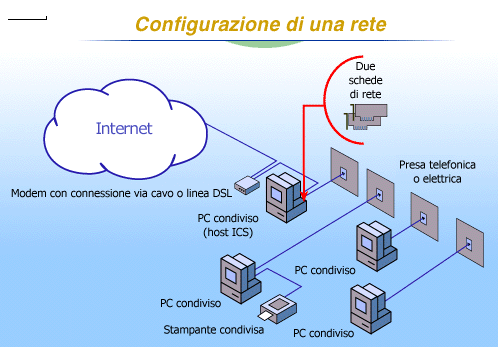 Configurazione di una rete
Due
schede
di rete
Internet
Presa telefonica
o elettrica
Modem con connessione via cavo o linea DSL
PC condiviso
(host ICS)
PC condiviso
PC condiviso
Stampante condivisa
PC condiviso